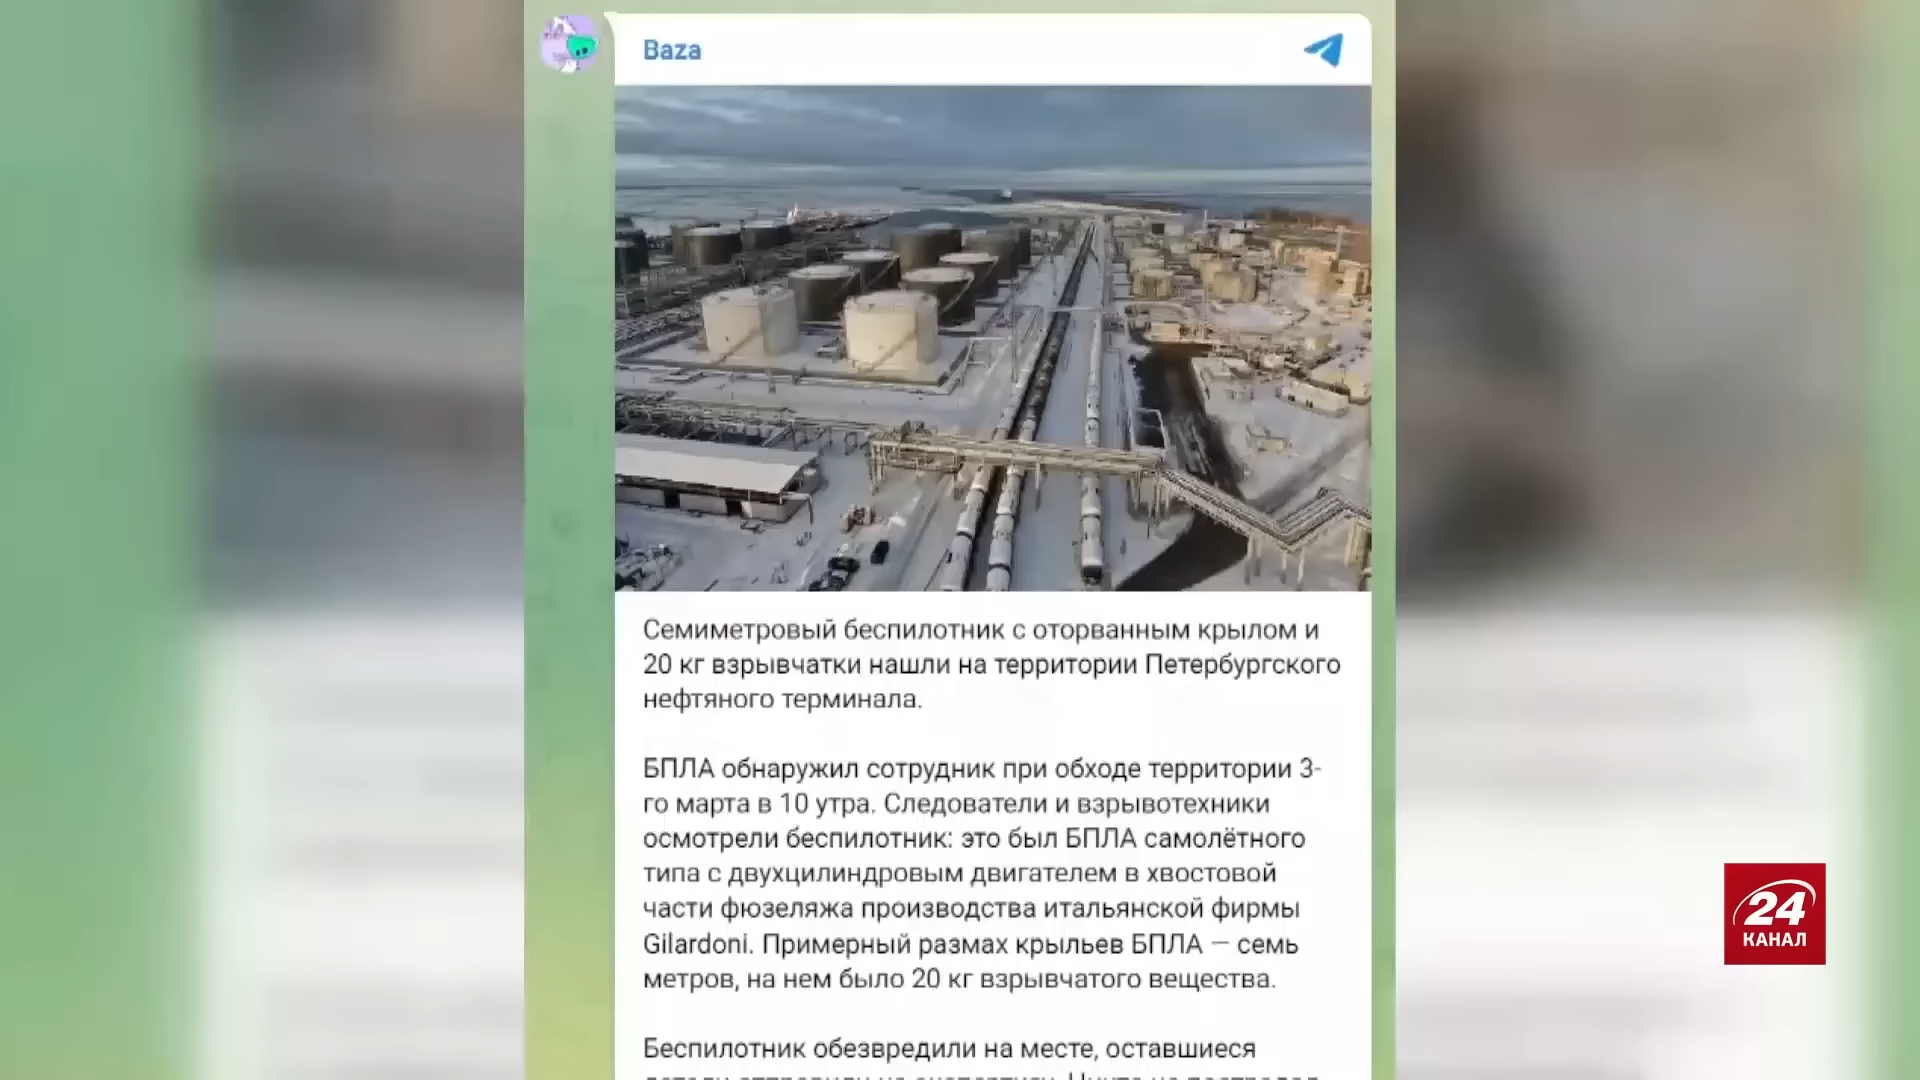 Baza
Семиметровый беспилотник с оторванным крылом и
20 кг взрывчатки нашли на территории Петербургского
нефтяного терминала.
БПЛА обнаружил сотрудник при обходе территории 3-
го марта в 10 утра. Следователи и взрывотехники
осмотрели беспилотник: это был БПЛА самолётного
типа с двухцилиндровым двигателем в хвостовой
части фюзеляжа производства итальянской фирмы
Gilardoni. Примерный размах крыльев БПЛА — семь
метров, на нем было 20 кг взрывчатого вещества.
Беспилотник обезвредили на месте, оставшиеся
24
КАНАЛ